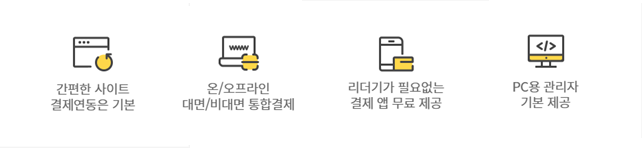 간편한 사이트
결제연동은 기본
www
온/오프라인
대면/비대면 통합결제
리더기가 필요없는
결제 앱 무료 제공
</>
PC용 관리자
기본 제공